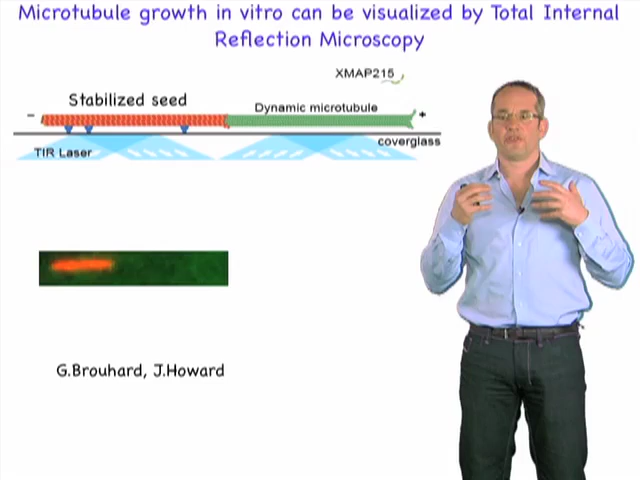 Microtubule growth in vitro can be visualized by Total Internal
Reflection Microscopy
XMAP215
Stabilized seed
Dynamic microtubule
– +
coverglass
TIR Laser
G.Brouhard, J.Howard